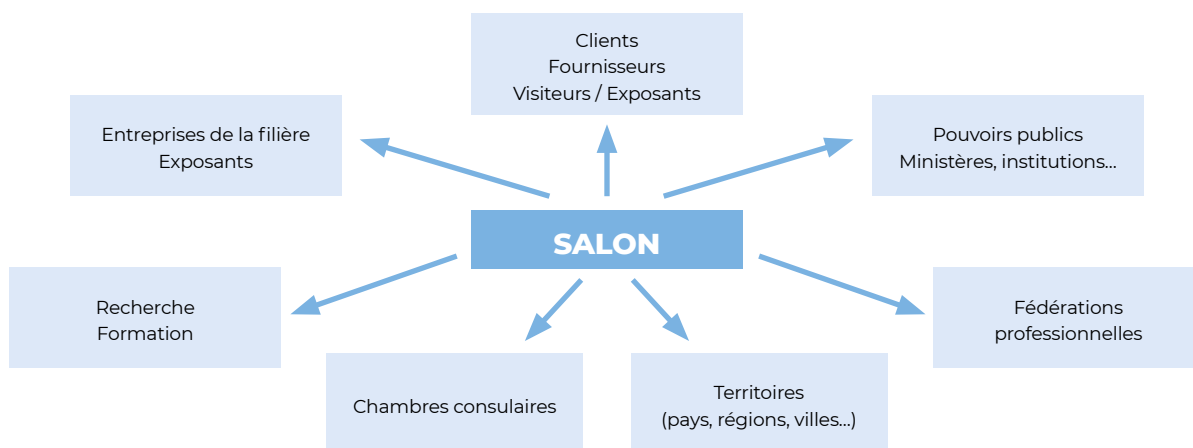 Clients
Fournisseurs
Visiteurs / Exposants
Entreprises de la filière
Exposants
Pouvoirs publics
Ministères, institutions...
SALON
Recherche
Formation
Fédérations
professionnelles
Chambres consulaires
Territoires
(pays, régions, villes...)